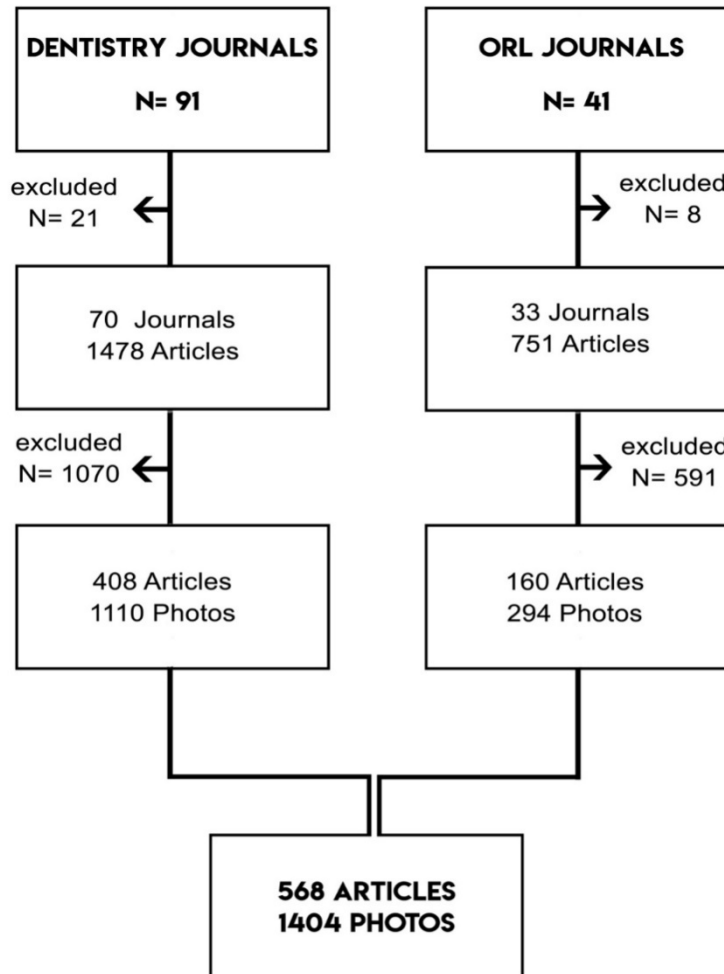 DENTISTRY JOURNALS
N= 91
ORL JOURNALS
N= 41
excluded
N= 21
excluded
N= 8
70 Journals
1478 Articles
33 Journals
751 Articles
excluded
N= 1070
excluded
N= 591
408 Articles
1110 Photos
160 Articles
294 Photos
568 ARTICLES
1404 PHOTOS